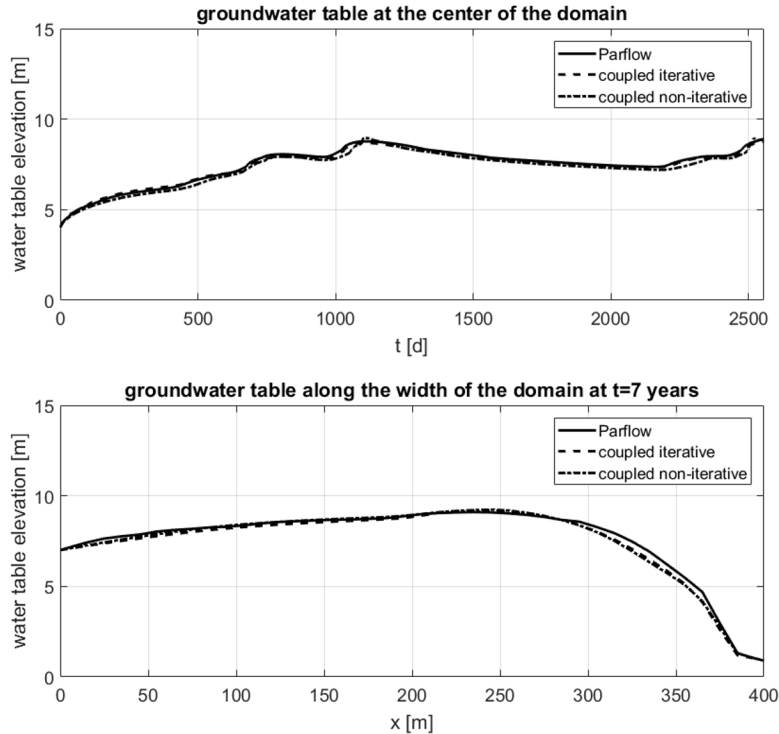 groundwater table at the center of the domain
15
10
5
0
water table elevation [m]
Parflow
coupled iterative
coupled non-iterative
0 500 1000 1500 2000 2500
t [d]
groundwater table along the width of the domain at t=7 years
15
10
5
0
water table elevation [m]
Parflow
coupled iterative
coupled non-iterative
0 50 100 150 200 250 300 350 400
x [m]